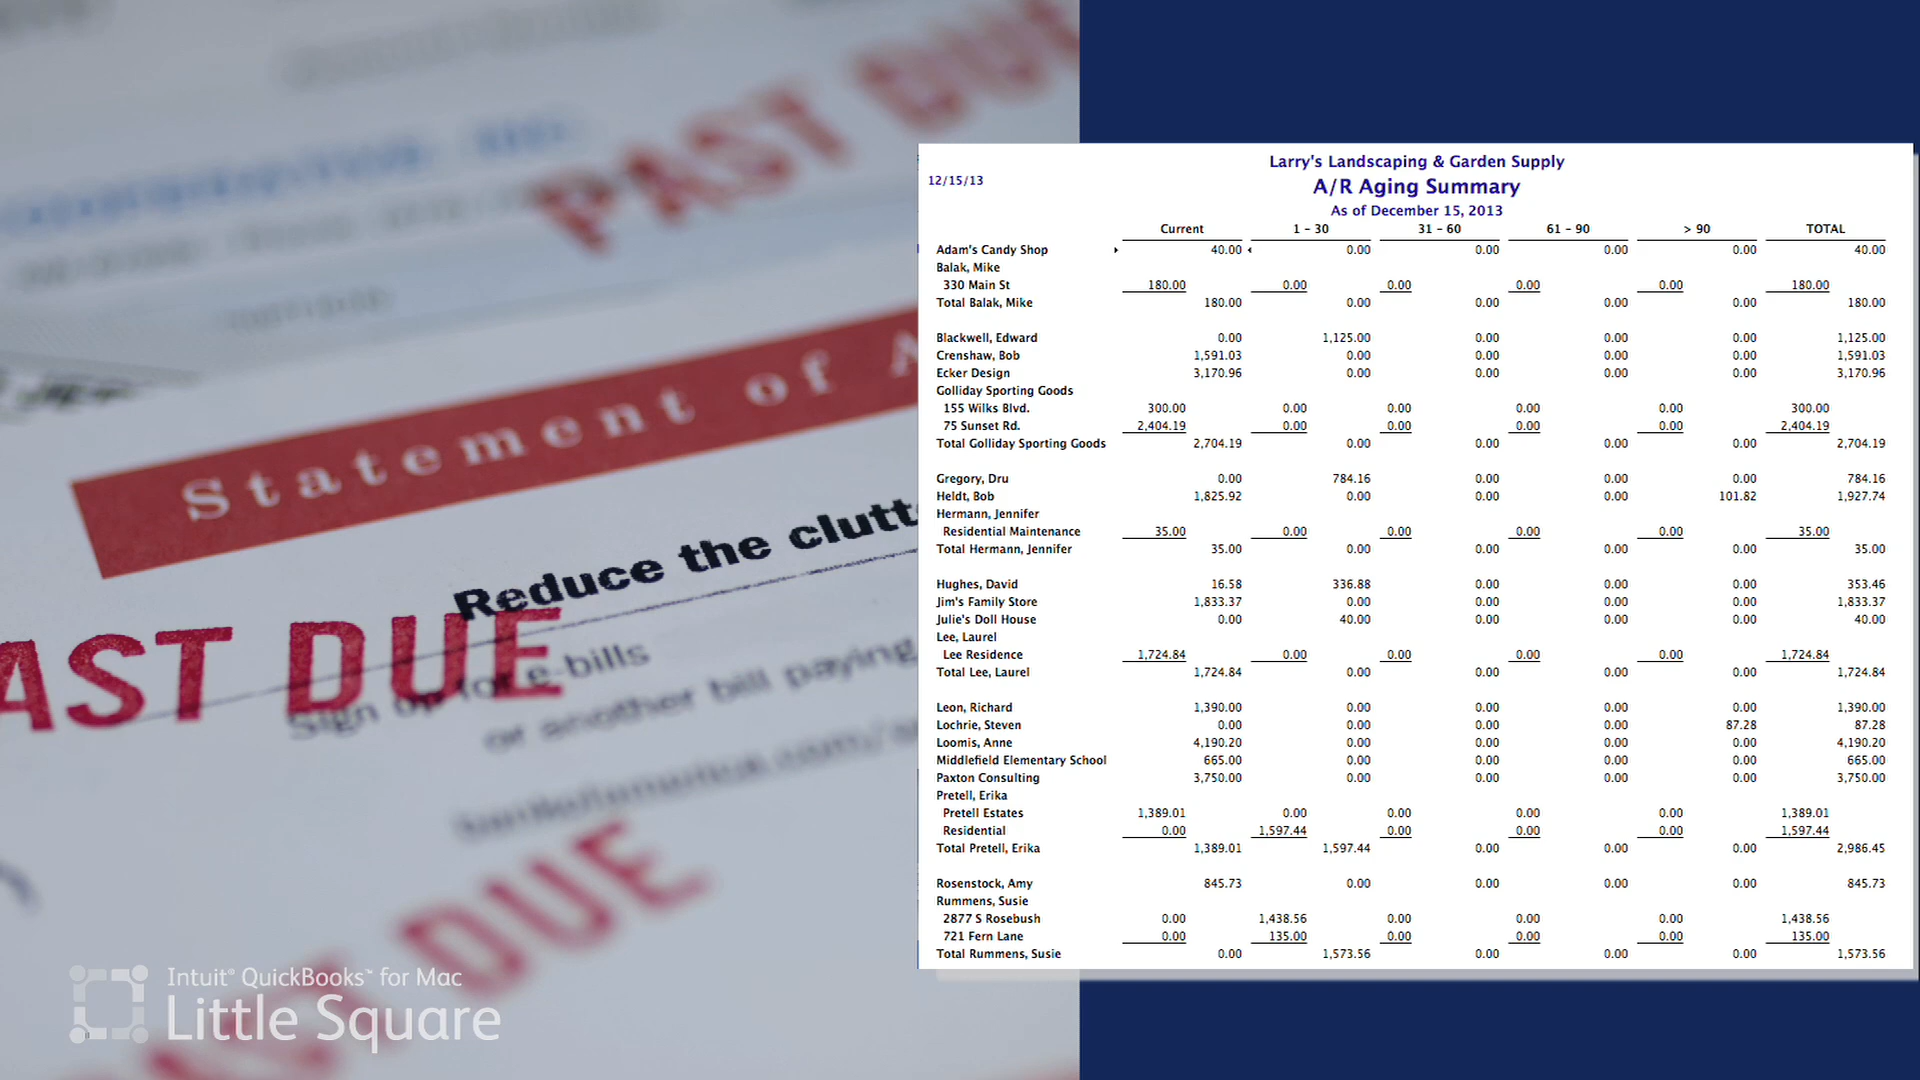 PAST DUE
Statement of A
Reduce the clutt
AST DUE
Sign up for e-bills
or another bill paying
PAST DUE
Intuit® QuickBooks™ for Mac
Little Square
Larry's Landscaping & Garden Supply
12/15/13
A/R Aging Summary
As of December 15, 2013
Current 1 – 30 31 – 60 61 – 90 > 90 TOTAL
Adam's Candy Shop 40.00 0.00 0.00 0.00 0.00 40.00
Balak, Mike
330 Main St 180.00 0.00 0.00 0.00 0.00 180.00
Total Balak, Mike 180.00 0.00 0.00 0.00 0.00 180.00
Blackwell, Edward 0.00 1,125.00 0.00 0.00 0.00 1,125.00
Crenshaw, Bob 1,591.03 0.00 0.00 0.00 0.00 1,591.03
Ecker Design 3,170.96 0.00 0.00 0.00 0.00 3,170.96
Golliday Sporting Goods
155 Wilks Blvd. 300.00 0.00 0.00 0.00 0.00 300.00
75 Sunset Rd. 2,404.19 0.00 0.00 0.00 0.00 2,404.19
Total Golliday Sporting Goods 2,704.19 0.00 0.00 0.00 0.00 2,704.19
Gregory, Dru 0.00 784.16 0.00 0.00 0.00 784.16
Heldt, Bob 1,825.92 0.00 0.00 0.00 101.82 1,927.74
Hermann, Jennifer
Residential Maintenance 35.00 0.00 0.00 0.00 0.00 35.00
Total Hermann, Jennifer 35.00 0.00 0.00 0.00 0.00 35.00
Hughes, David 16.58 336.88 0.00 0.00 0.00 353.46
Jim's Family Store 1,833.37 0.00 0.00 0.00 0.00 1,833.37
Julie's Doll House 0.00 40.00 0.00 0.00 0.00 40.00
Lee, Laurel
Lee Residence 1,724.84 0.00 0.00 0.00 0.00 1,724.84
Total Lee, Laurel 1,724.84 0.00 0.00 0.00 0.00 1,724.84
Leon, Richard 1,390.00 0.00 0.00 0.00 0.00 1,390.00
Lochrie, Steven 0.00 0.00 0.00 0.00 87.28 87.28
Loomis, Anne 4,190.20 0.00 0.00 0.00 0.00 4,190.20
Middlefield Elementary School 665.00 0.00 0.00 0.00 0.00 665.00
Paxton Consulting 3,750.00 0.00 0.00 0.00 0.00 3,750.00
Pretell, Erika
Pretell Estates 1,389.01 0.00 0.00 0.00 0.00 1,389.01
Residential 0.00 1,597.44 0.00 0.00 0.00 1,597.44
Total Pretell, Erika 1,389.01 1,597.44 0.00 0.00 0.00 2,986.45
Rosenstock, Amy 845.73 0.00 0.00 0.00 0.00 845.73
Rummens, Susie
2877 S Rosebush 0.00 1,438.56 0.00 0.00 0.00 1,438.56
721 Fern Lane 0.00 135.00 0.00 0.00 0.00 135.00
Total Rummens, Susie 0.00 1,573.56 0.00 0.00 0.00 1,573.56